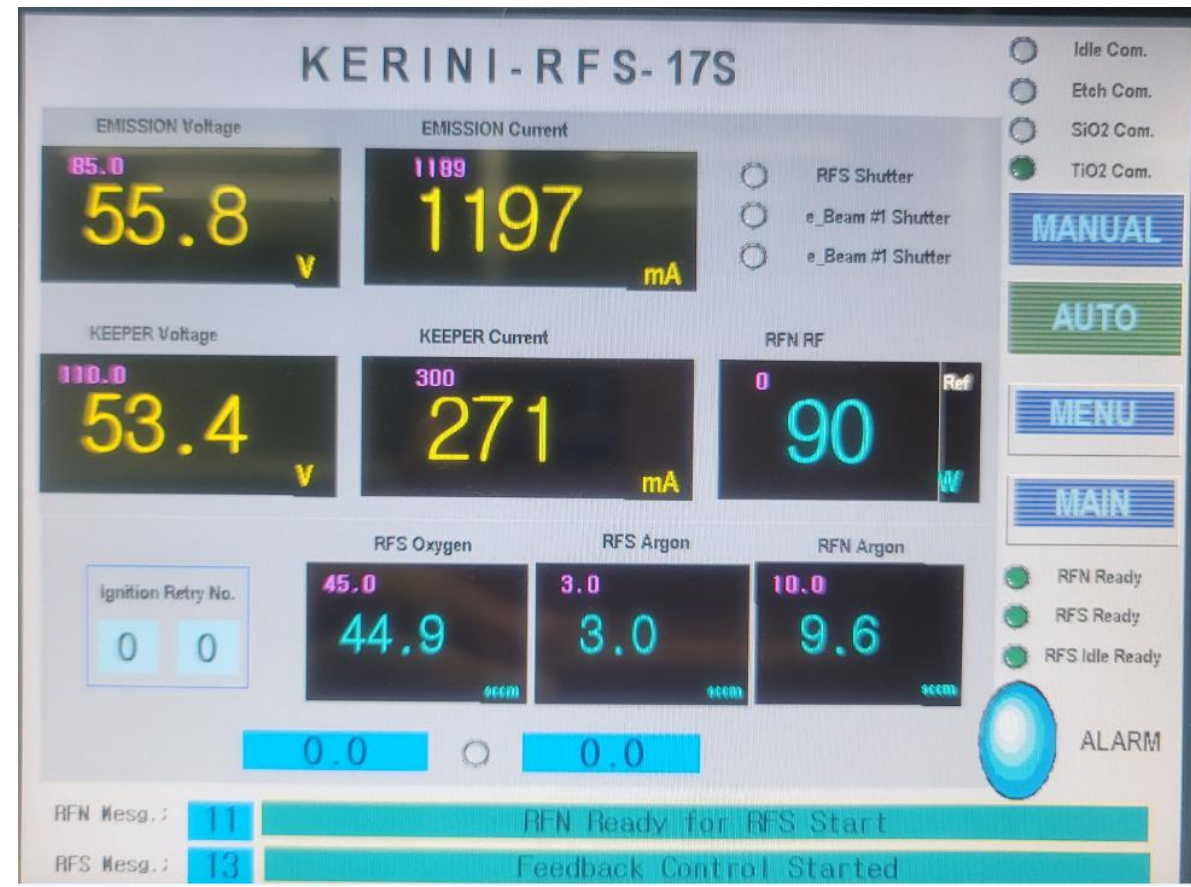 KERINI-RFS-17S
Idle Com.
Etch Com.
SiO2 Com.
TiO2 Com.
EMISSION Voltage
85.0
55.8
V
EMISSION Current
1189
1197
mA
RFS Shutter
e_Beam #1 Shutter
e_Beam #1 Shutter
MANUAL
AUTO
KEEPER Voltage
110.0
53.4
V
KEEPER Current
300
271
mA
RFN RF
0
Ref
90
W
MENU
MAIN
Ignition Retry No.
0 0
RFS Oxygen
45.0
44.9
sccm
RFS Argon
3.0
3.0
sccm
RFN Argon
10.0
9.6
sccm
RFN Ready
RFS Ready
RFS Idle Ready
ALARM
0.0 0.0
RFN Mesg.; 11 RFN Ready for RFS Start
RFS Mesg.; 13 Feedback Control Started